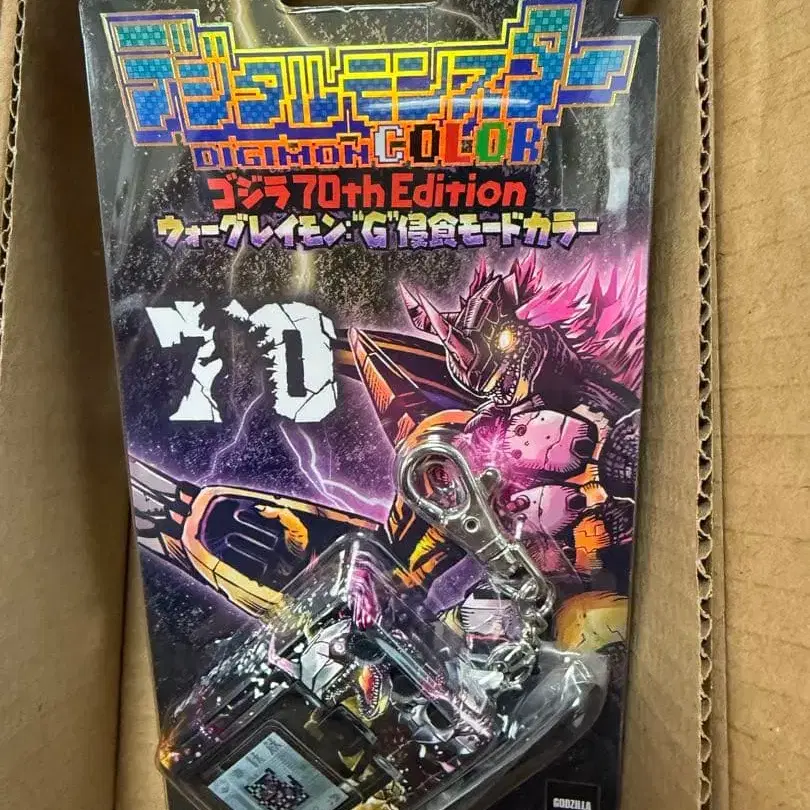 デジタルモンスター
DIGIMON COLOR
ゴジラ70th Edition
ウォーグレイモン:"G"侵食モードカラー
70
GODZILLA